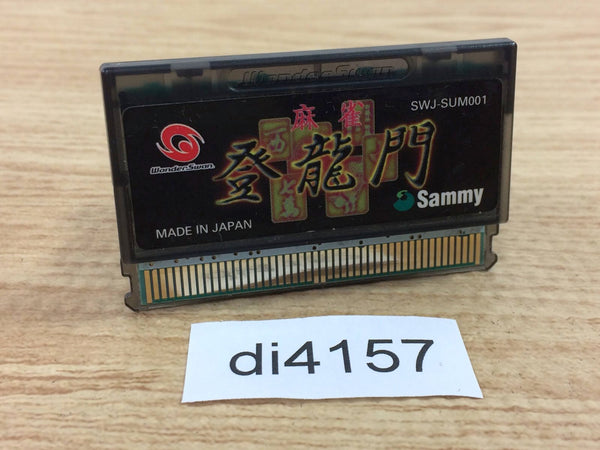 WonderSwan
SWJ-SUM001
麻雀
登龍門
WonderSwan
Sammy
MADE IN JAPAN
di4157